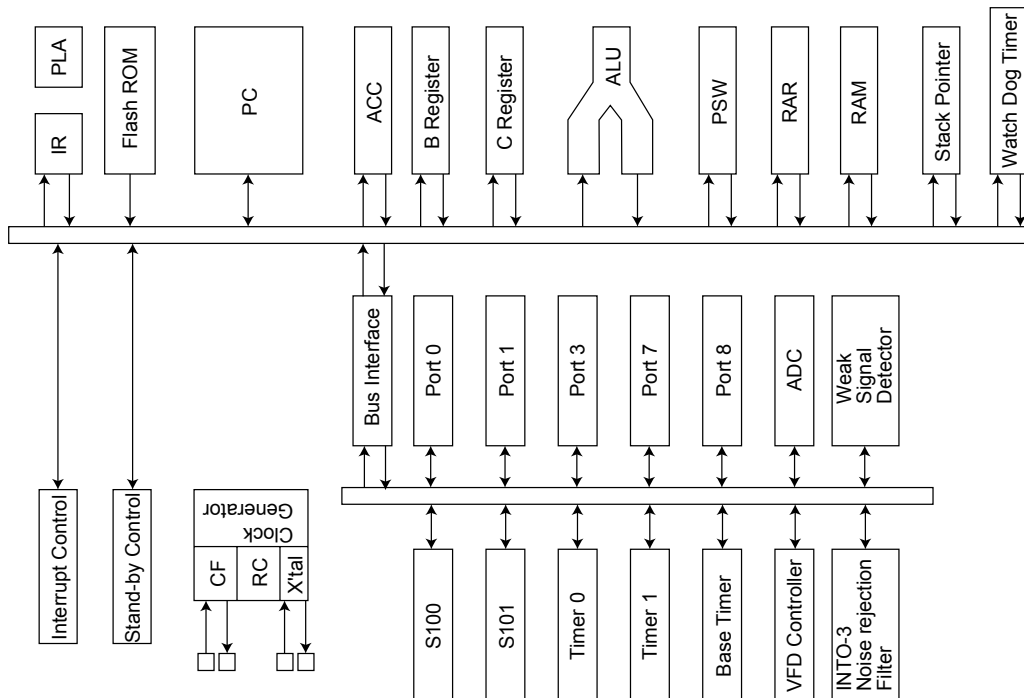 PLA
IR
Flash ROM
PC
ACC
B Register
C Register
ALU
PSW
RAR
RAM
Stack Pointer
Watch Dog Timer
Bus Interface
Port 0
Port 1
Port 3
Port 7
Port 8
ADC
Weak
Signal
Detector
Interrupt Control
Stand-by Control
Clock
Generator
CF
RC
X'tal
S100
S101
Timer 0
Timer 1
Base Timer
VFD Controller
INTO-3
Noise rejection
Filter